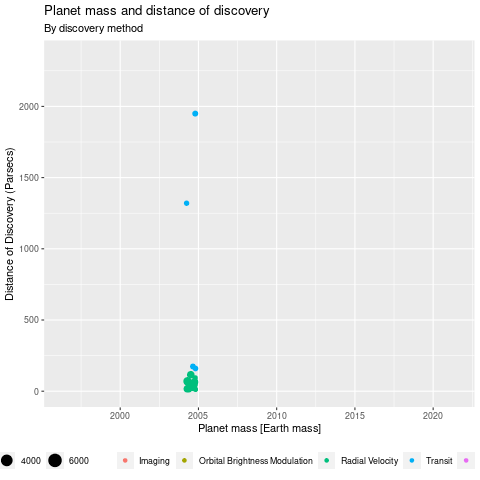 Planet mass and distance of discovery
By discovery method
Distance of Discovery (Parsecs)
2000
1500
1000
500
0
2000 2005 2010 2015 2020
Planet mass [Earth mass]
4000 6000 Imaging Orbital Brightness Modulation Radial Velocity Transit